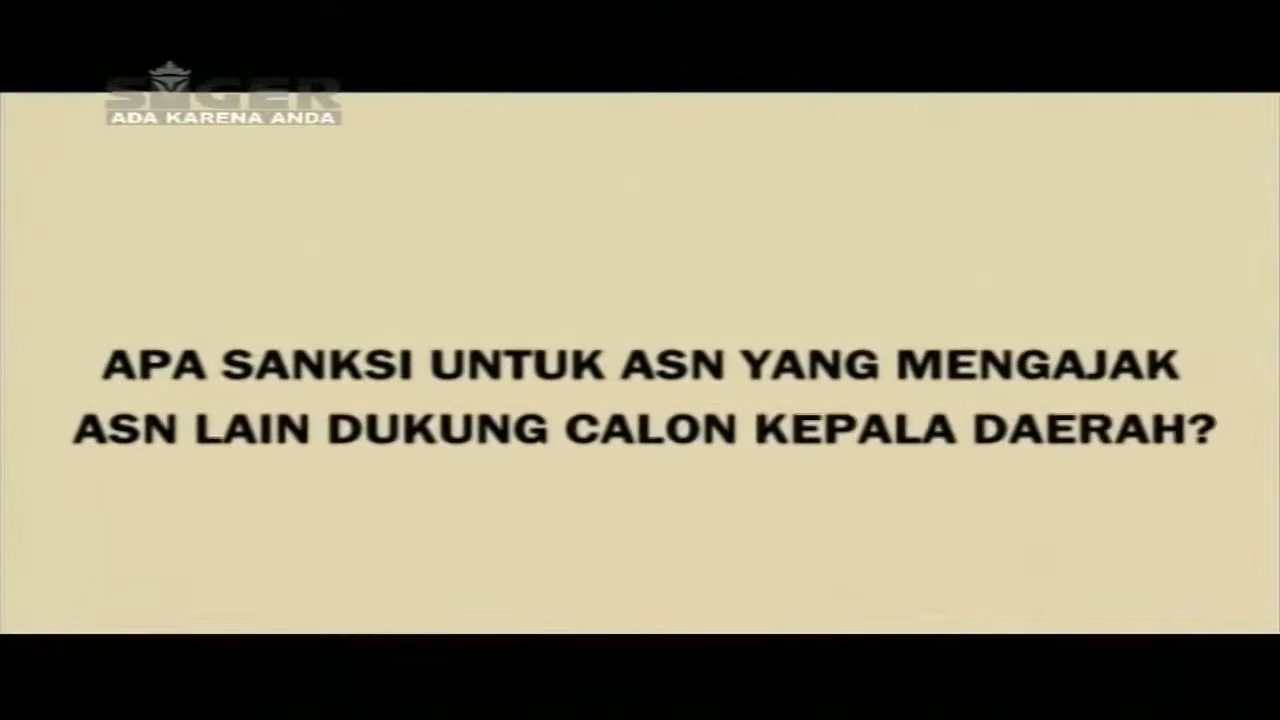 SIGER
ADA KARENA ANDA
APA SANKSI UNTUK ASN YANG MENGAJAK
ASN LAIN DUKUNG CALON KEPALA DAERAH?